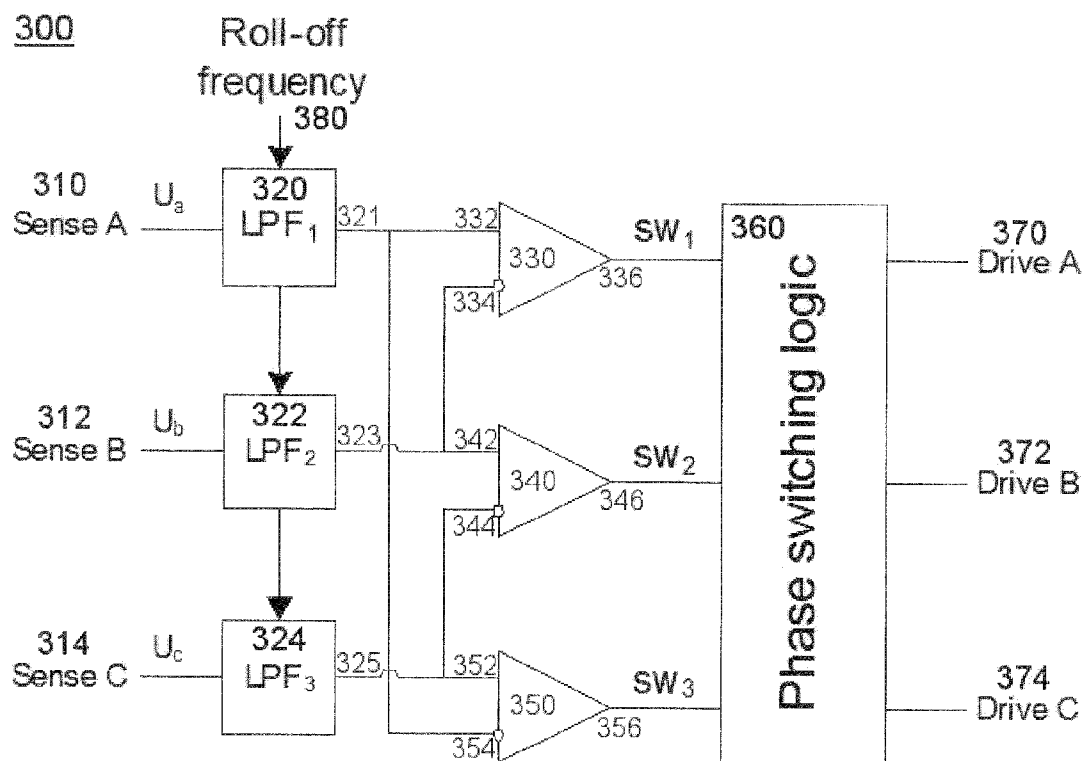 300
Roll-off
frequency
380
310
Sense A
Ua
320
LPF1
321
332
330
334
336
SW1
360
Phase switching logic
370
Drive A
312
Sense B
Ub
322
LPF2
323
342
340
344
346
SW2
372
Drive B
314
Sense C
Uc
324
LPF3
325
352
350
354
356
SW3
374
Drive C